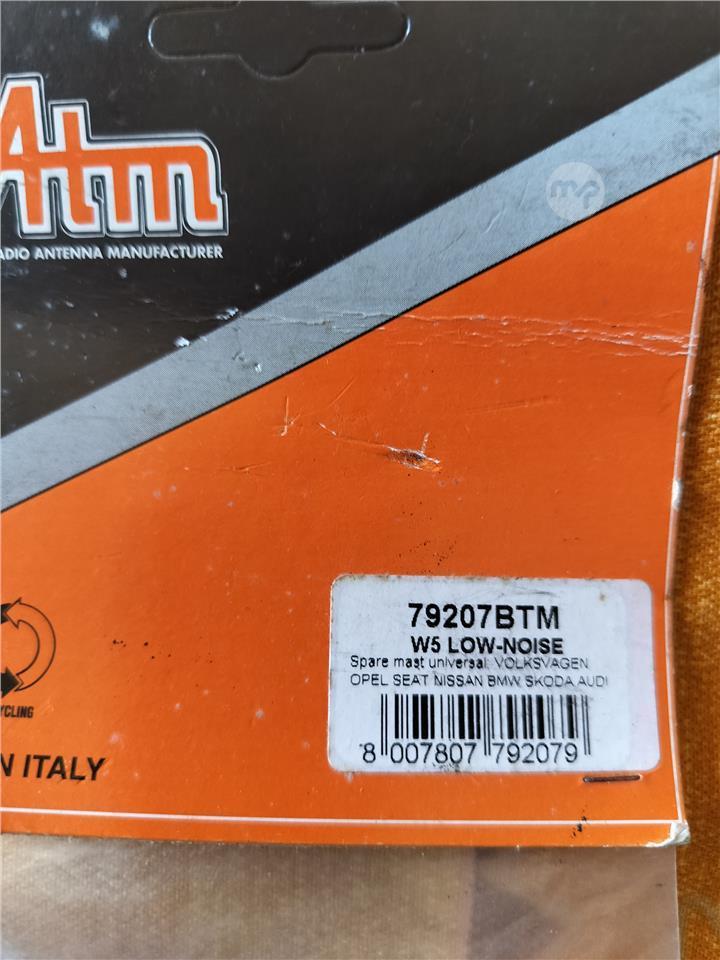 Atm
ADIO ANTENNA MANUFACTURER
mp
79207BTM
W5 LOW-NOISE
Spare mast universal: VOLKSVAGEN
OPEL SEAT NISSAN BMW SKODA AUDI
8 007807 792079
YCLING
N ITALY